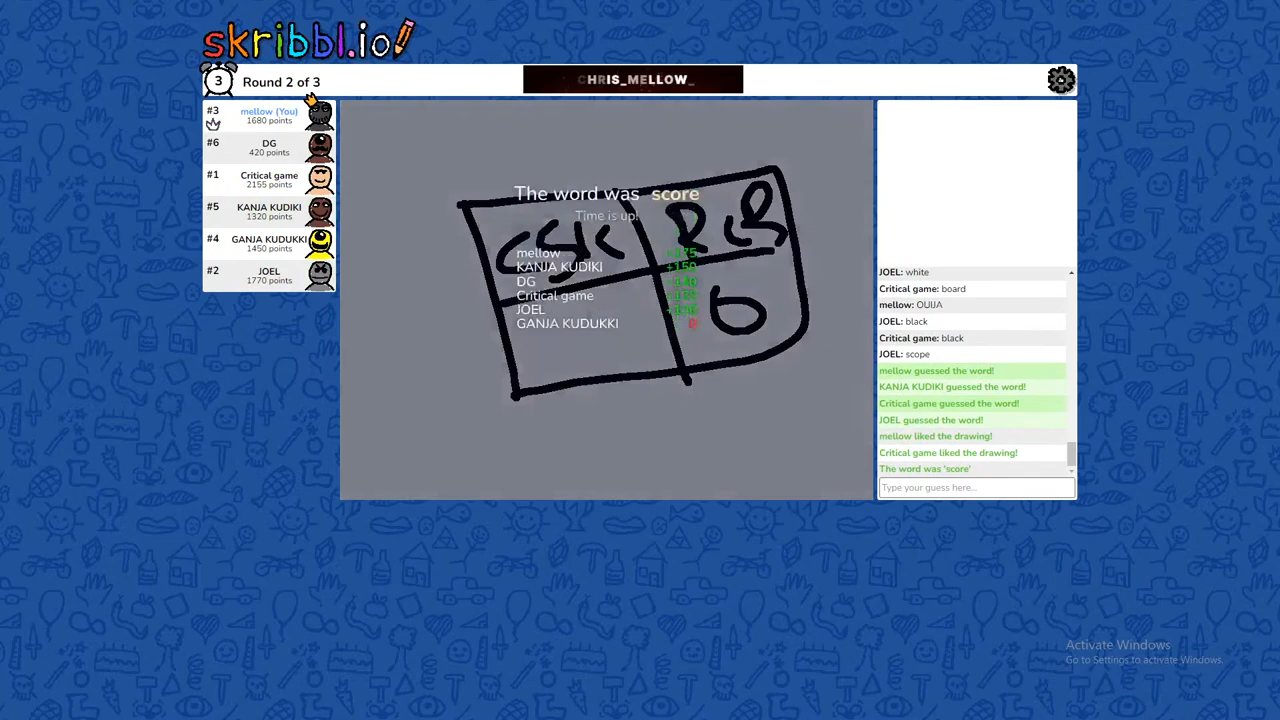 skribbl.io
3
Round 2 of 3
CHRIS_MELLOW_
#3 mellow (You)
1680 points
#6 DG
420 points
#1 Critical game
2155 points
#5 KANJA KUDIKI
1320 points
#4 GANJA KUDUKKI
1450 points
#2 JOEL
1770 points
The word was score
Time is up!
CSK RCB
mellow +175
KANJA KUDIKI
DG
Critical game
JOEL
GANJA KUDUKKI 0
JOEL: white
Critical game: board
mellow: OUIJA
JOEL: black
Critical game: black
JOEL: scope
mellow guessed the word!
KANJA KUDIKI guessed the word!
Critical game guessed the word!
JOEL guessed the word!
mellow liked the drawing!
Critical game liked the drawing!
The word was 'score'
Type your guess here...
Activate Windows
Go to Settings to activate Windows.